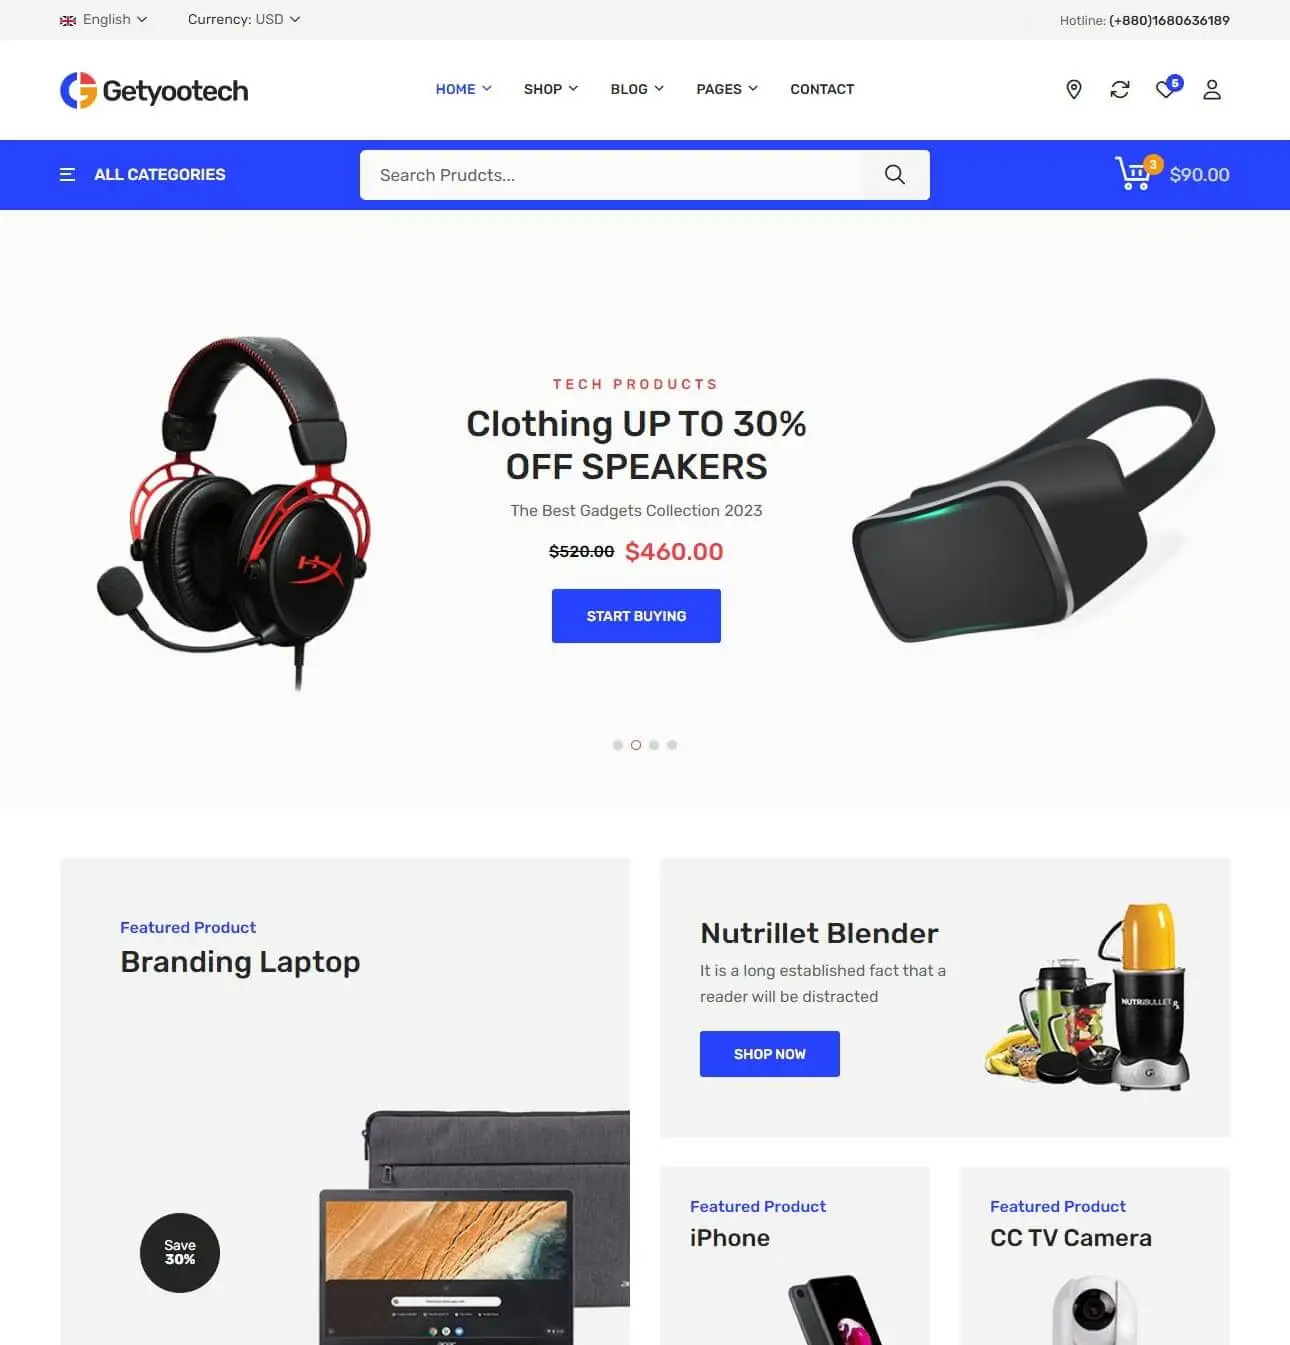 English
Currency: USD
Hotline: (+880)1680636189
Getyootech
HOME
SHOP
BLOG
PAGES
CONTACT
5
ALL CATEGORIES
Search Prudcts...
3
$90.00
TECH PRODUCTS
Clothing UP TO 30%
OFF SPEAKERS
The Best Gadgets Collection 2023
$520.00 $460.00
START BUYING
Featured Product
Branding Laptop
Save
30%
Nutrillet Blender
It is a long established fact that a
reader will be distracted
SHOP NOW
NUTRiBULLET Rx
Featured Product
iPhone
Featured Product
CC TV Camera